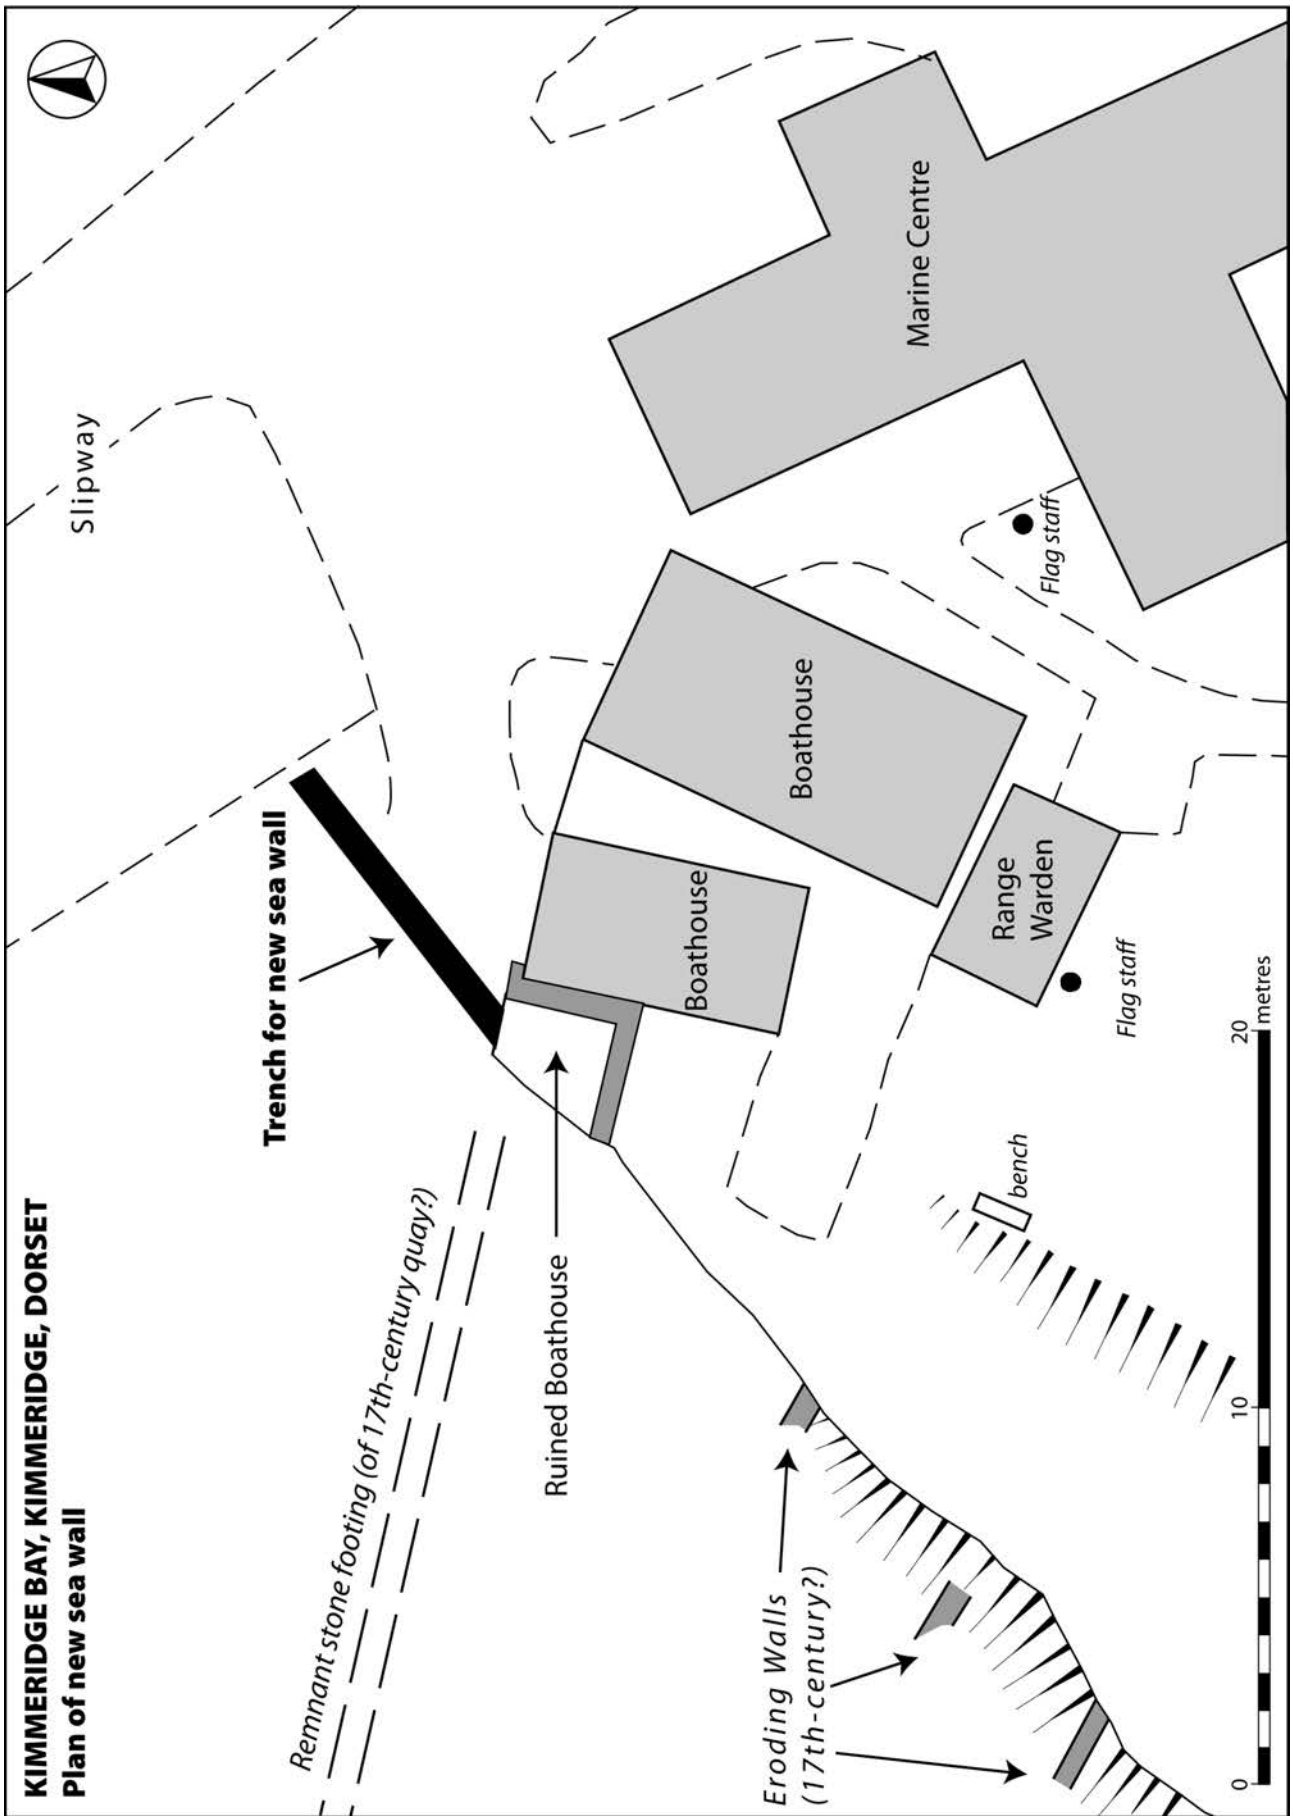 KIMMERIDGE BAY, KIMMERIDGE, DORSET
Plan of new sea wall
Slipway
Trench for new sea wall
Remnant stone footing (of 17th-century quay?)
Ruined Boathouse
Boathouse
Boathouse
Marine Centre
Range
Warden
Flag staff
Flag staff
bench
Eroding Walls
(17th-century?)
0
10
20
metres